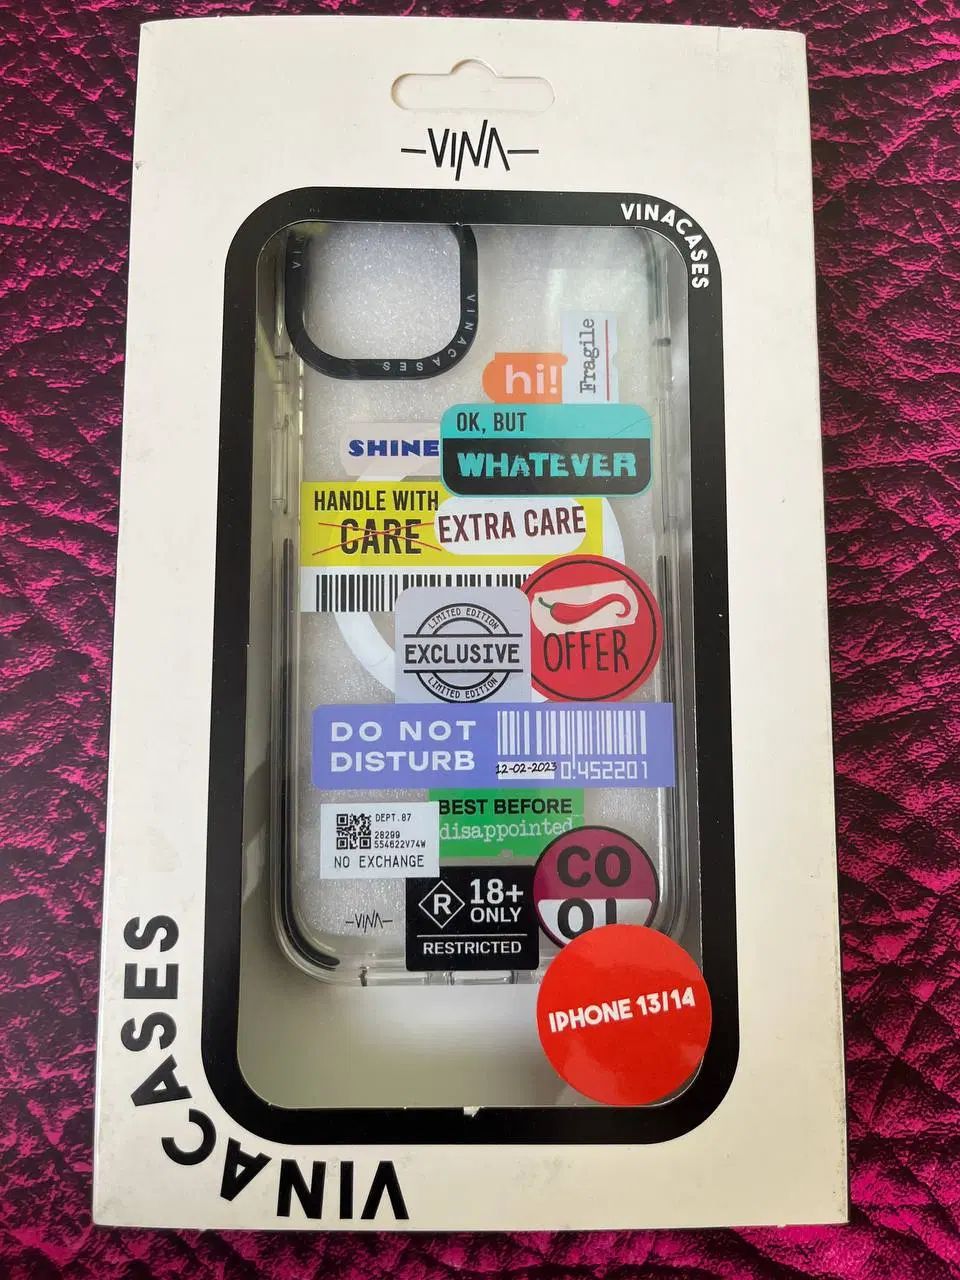 VINA
VINACASES
VINACASES
hi!
Fragile
OK, BUT
WHATEVER
SHINE
HANDLE WITH
CARE EXTRA CARE
LIMITED EDITION
EXCLUSIVE
LIMITED EDITION
OFFER
DO NOT
DISTURB
12-02-2023
0:452201
BEST BEFORE
disappointed
DEPT.87
28299
554622V74W
NO EXCHANGE
CO
OL
R
18+
ONLY
RESTRICTED
VINA
IPHONE 13/14
VINACASES